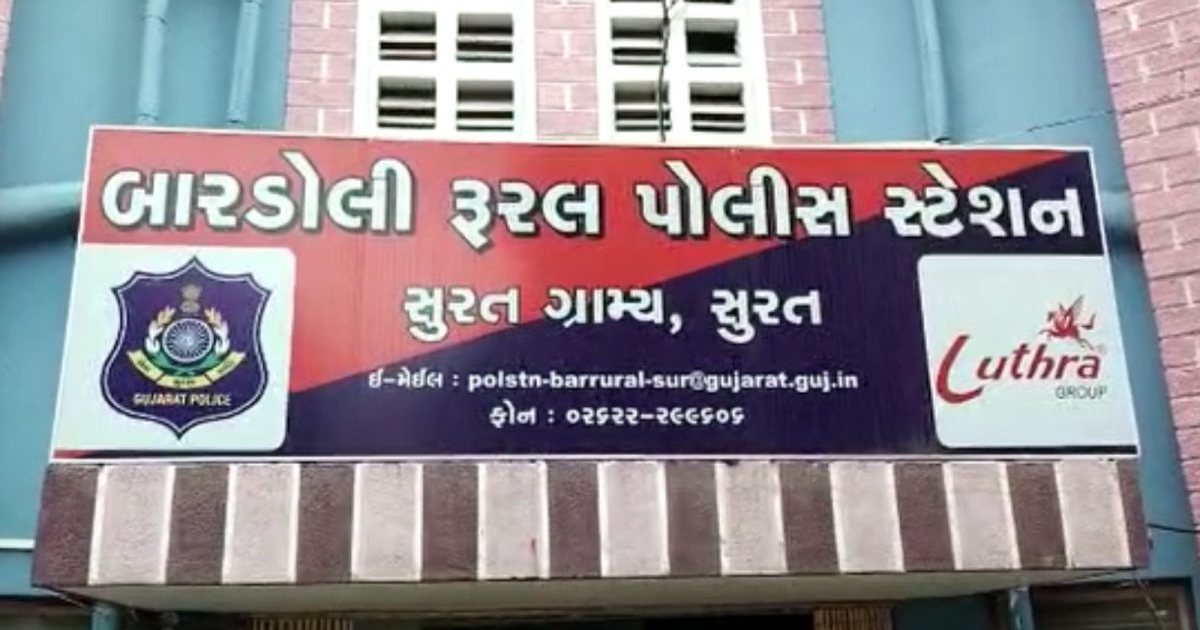 બારડોલી રૂરલ પોલીસ સ્ટેશન
સુરત ગ્રામ્ય, સુરત
ઈ-મેઈલ : polstn-barrural-sur@gujarat.guj.in
ફોન : ૦૨૬૨૨-૨૯૯૬૦૬
GUJARAT POLICE
Luthra
GROUP